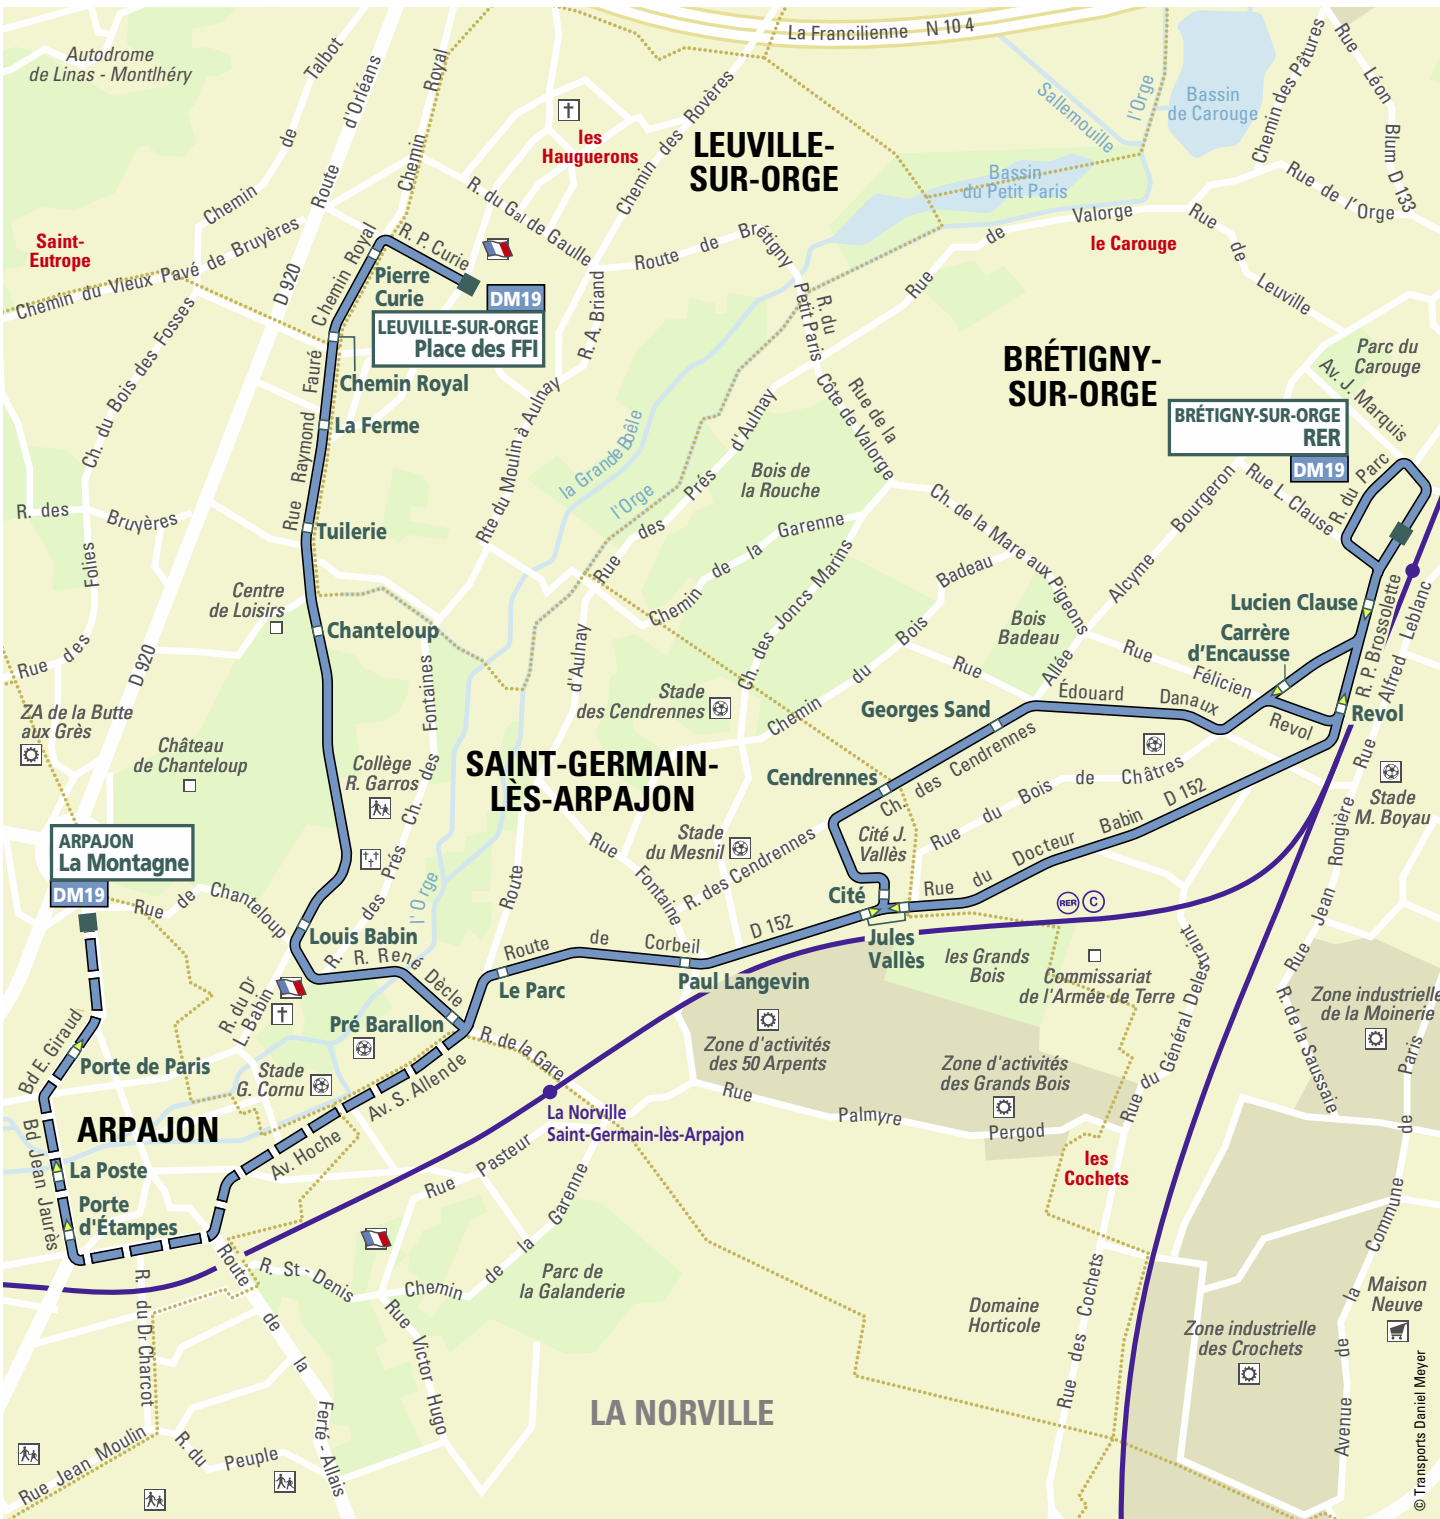 La Francilienne N 104
Autodrome
de Linas - Montlhéry
Chemin de Talbot
Route d'Orléans
Chemin Royal
les
Hauguerons
Chemin des Rovères
LEUVILLE-
SUR-ORGE
Sallemouille
l'Orge
Bassin
de Carouge
Chemin des Pâtures
Rue Léon Blum D 133
Bassin
du Petit Paris
Rue de l'Orge
Rue de Valorge
le Carouge
Rue de Leuville
Saint-
Eutrope
Chemin du Vieux Pavé de Bruyères
D 920
R. du Gal de Gaulle
Route de Brétigny
R. P. Curie
Chemin Royal
Pierre
Curie
DM19
LEUVILLE-SUR-ORGE
Place des FFI
Chemin Royal
La Ferme
Rue Raymond Fauré
Tuilerie
Chanteloup
R. A. Briand
R. du
Petit Paris
Côte de Valorge
Rue de la
BRÉTIGNY-
SUR-ORGE
Parc du
Carouge
Av. J. Marquis
BRÉTIGNY-SUR-ORGE
RER
DM19
R. du Parc
Rue L. Clause
Ch. du Bois des Fosses
Rte du Moulin à Aulnay
la Grande Boële
l'Orge
Rue des Prés d'Aulnay
Bois de
la Rouche
Chemin de la Garenne
Ch. des Joncs Marins
Ch. de la Mare aux Pigeons
Allée Alcyme Bourgeron
R. des Bruyères
Rue des Folies
Centre
de Loisirs
D 920
ZA de la Butte
aux Grès
Château
de Chanteloup
Collège
R. Garros
R. des Prés
Ch. des Fontaines
d'Aulnay
Stade
des Cendrennes
Chemin du Bois Badeau
Bois
Badeau
Rue Félicien Revol
Rue Édouard Danaux
Lucien Clause
Carrère
d'Encausse
R. P. Brossolette
Rue Alfred Leblanc
Revol
Georges Sand
Cendrennes
Ch. des Cendrennes
Rue du Bois de Châtres
Rue du Docteur Babin D 152
Stade
M. Boyau
Rue Jean Rongière
SAINT-GERMAIN-
LÈS-ARPAJON
Stade
du Mesnil
R. des Cendrennes
Cité J.
Vallès
Cité
Jules
Vallès
RER C
ARPAJON
La Montagne
DM19
Rue de Chanteloup
Louis Babin
R. René Dècle
R. du Dr
L. Babin
l'Orge
Route
Rue Fontaine
Route de Corbeil
D 152
Le Parc
Paul Langevin
les Grands
Bois
Commissariat
de l'Armée de Terre
Rue du Général Delestraint
R. de la Saussaie
Zone industrielle
de la Moinerie
Pré Barallon
Stade
G. Cornu
R. de la Gare
Av. S. Allende
Av. Hoche
Bd E. Giraud
Porte de Paris
ARPAJON
Bd Jean Jaurès
La Poste
Porte
d'Étampes
Zone d'activités
des 50 Arpents
Zone d'activités
des Grands Bois
Rue Palmyre Pergod
La Norville
Saint-Germain-lès-Arpajon
les
Cochets
Rue Pasteur
Chemin de la Garenne
Parc de
la Galanderie
R. St - Denis
Rue Victor Hugo
Route de la Ferté - Allais
R. du Dr Charcot
Rue Jean Moulin
R. du Peuple
LA NORVILLE
Domaine
Horticole
Rue des Cochets
Zone industrielle
des Crochets
Maison
Neuve
Avenue de la Commune de Paris
© Transports Daniel Meyer